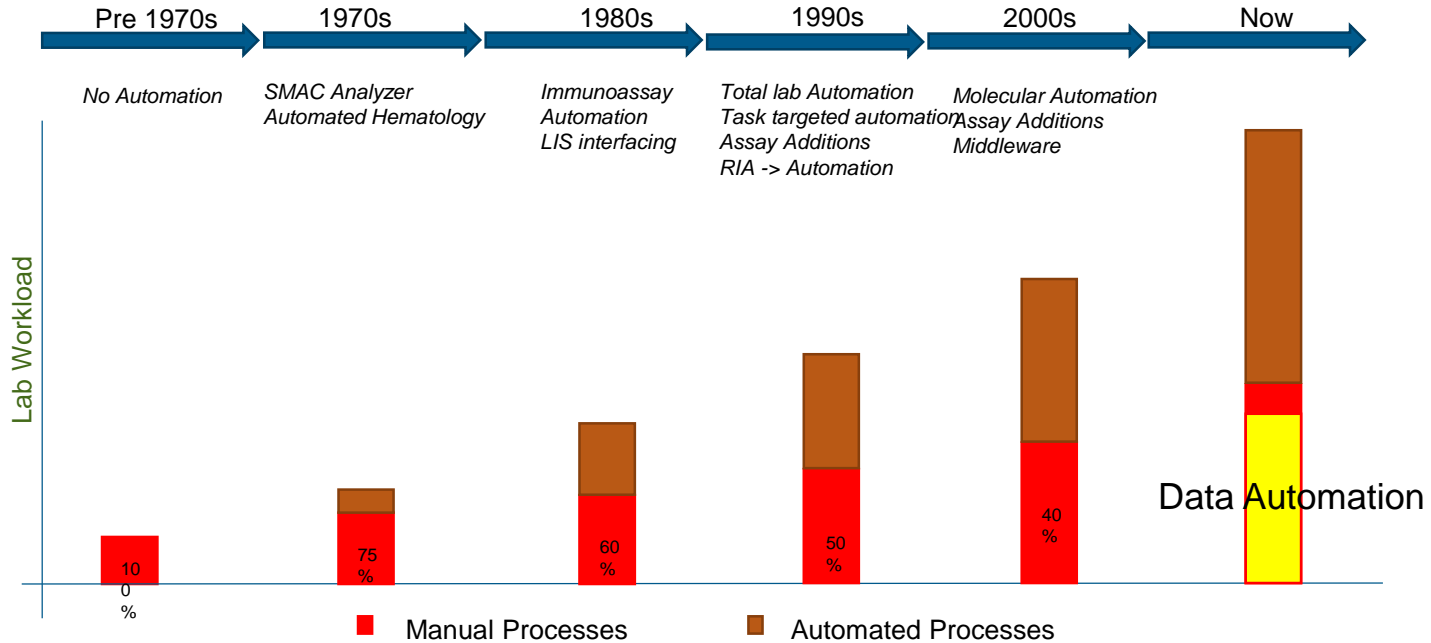 Pre 1970s
1970s
1980s
1990s
2000s
Now
No Automation
SMAC Analyzer
Automated Hematology
Immunoassay
Automation
LIS interfacing
Total lab Automation
Task targeted automation
Assay Additions
RIA -> Automation
Molecular Automation
Assay Additions
Middleware
Lab Workload
10
0
%
75
%
60
%
50
%
40
%
Data Automation
Manual Processes
Automated Processes